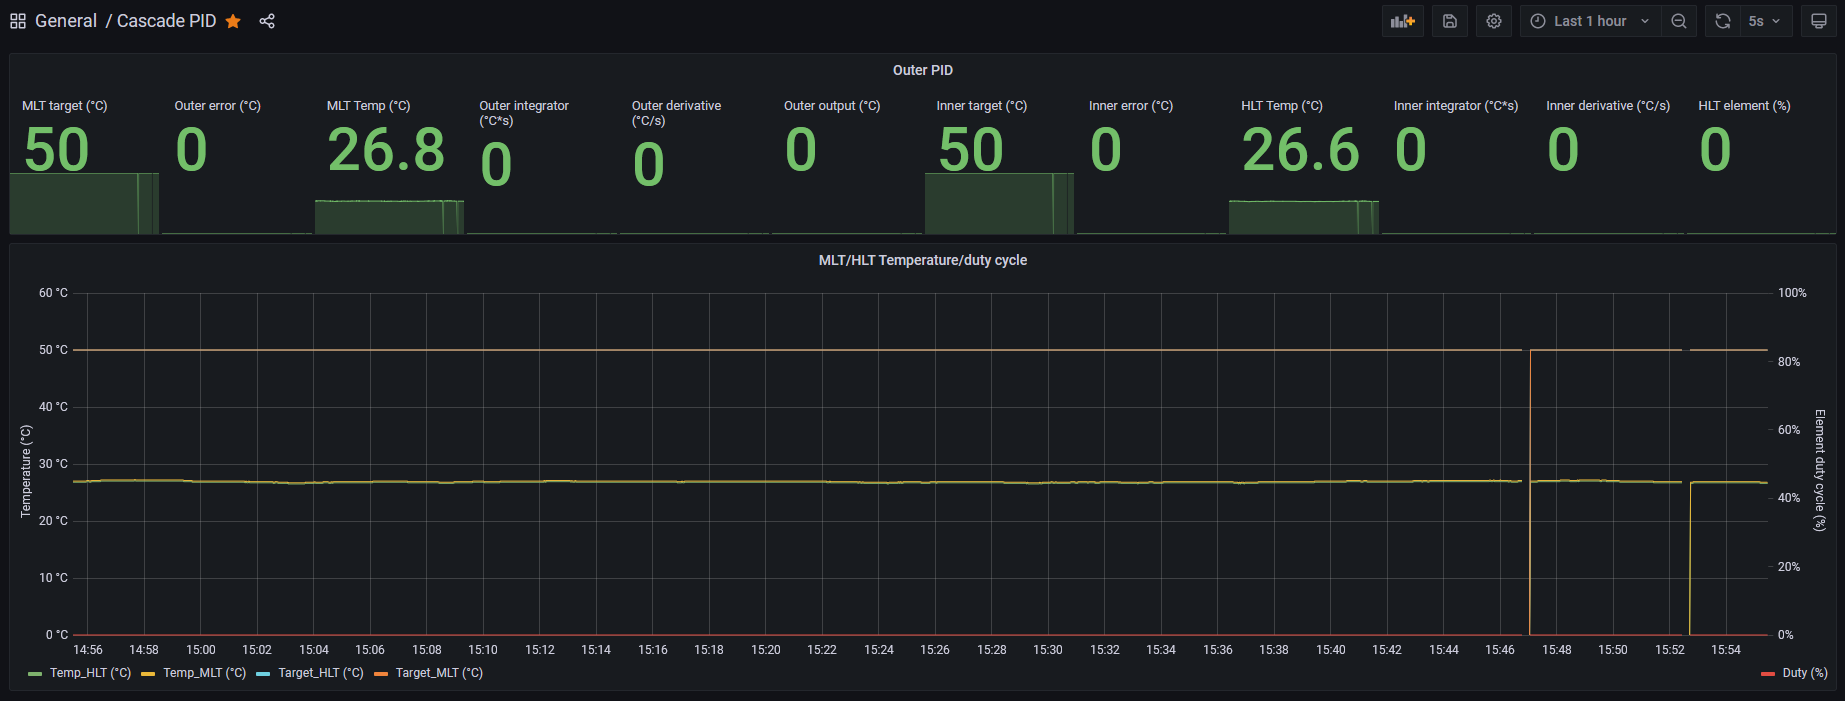 General / Cascade PID
Last 1 hour
5s
Outer PID
MLT target (°C)
50
Outer error (°C)
0
MLT Temp (°C)
26.8
Outer integrator
(°C*s)
0
Outer derivative
(°C/s)
0
Outer output (°C)
0
Inner target (°C)
50
Inner error (°C)
0
HLT Temp (°C)
26.6
Inner integrator (°C*s)
0
Inner derivative (°C/s)
0
HLT element (%)
0
MLT/HLT Temperature/duty cycle
Temperature (°C)
60 °C
50 °C
40 °C
30 °C
20 °C
10 °C
0 °C
100%
80%
60%
40%
20%
0%
Element duty cycle (%)
14:56 14:58 15:00 15:02 15:04 15:06 15:08 15:10 15:12 15:14 15:16 15:18 15:20 15:22 15:24 15:26 15:28 15:30 15:32 15:34 15:36 15:38 15:40 15:42 15:44 15:46 15:48 15:50 15:52 15:54
Temp_HLT (°C) Temp_MLT (°C) Target_HLT (°C) Target_MLT (°C) Duty (%)